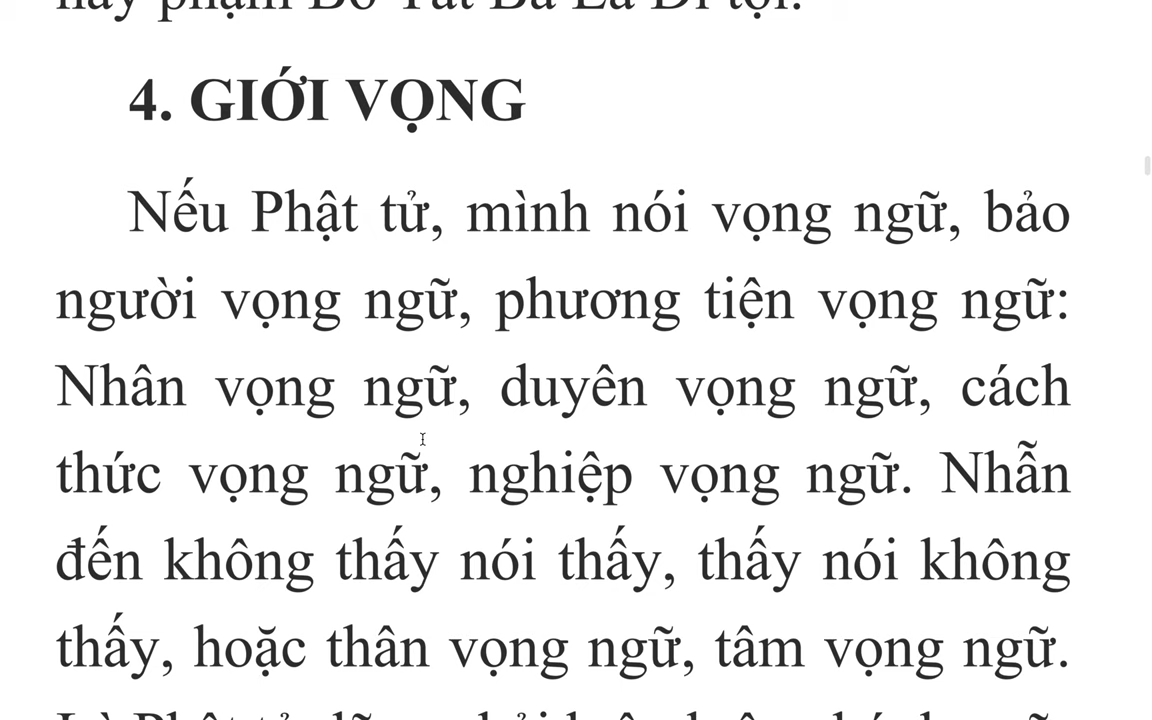 4. GIỚI VỌNG
Nếu Phật tử, mình nói vọng ngữ, bảo
người vọng ngữ, phương tiện vọng ngữ:
Nhân vọng ngữ, duyên vọng ngữ, cách
thức vọng ngữ, nghiệp vọng ngữ. Nhẫn
đến không thấy nói thấy, thấy nói không
thấy, hoặc thân vọng ngữ, tâm vọng ngữ.